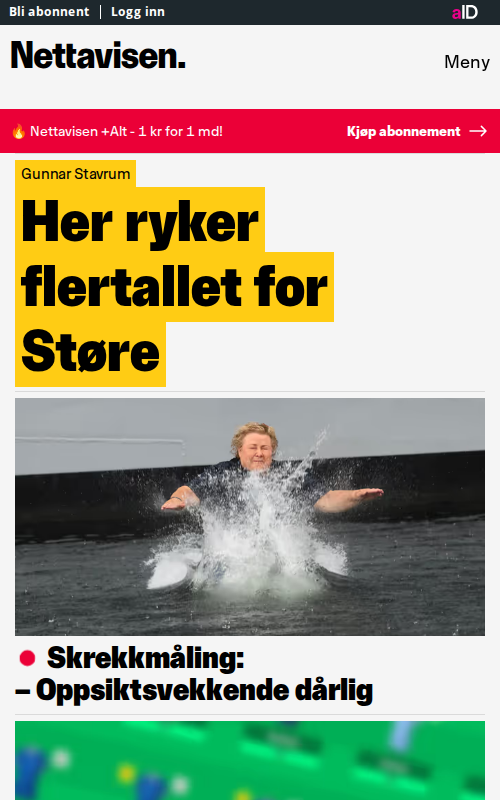 Bli abonnent
Logg inn
aID
Nettavisen.
Meny
Nettavisen +Alt - 1 kr for 1 md!
Kjøp abonnement
Gunnar Stavrum
Her ryker
flertallet for
Støre
Skrekkmåling:
– Oppsiktsvekkende dårlig